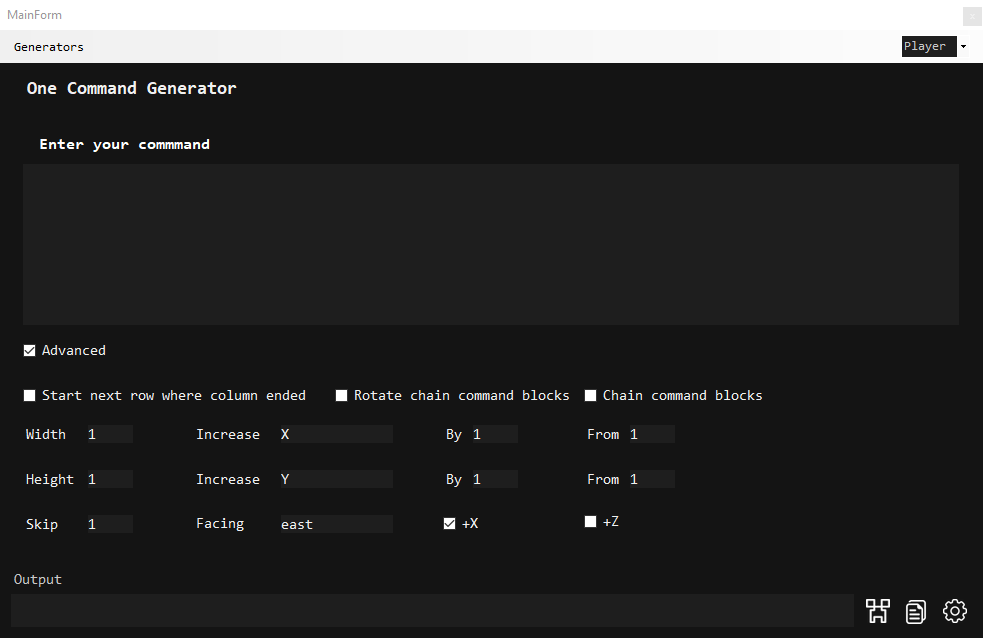 MainForm
Generators Player
One Command Generator
Enter your commmand
Advanced
Start next row where column ended Rotate chain command blocks Chain command blocks
Width 1 Increase X By 1 From 1
Height 1 Increase Y By 1 From 1
Skip 1 Facing east +X +Z
Output